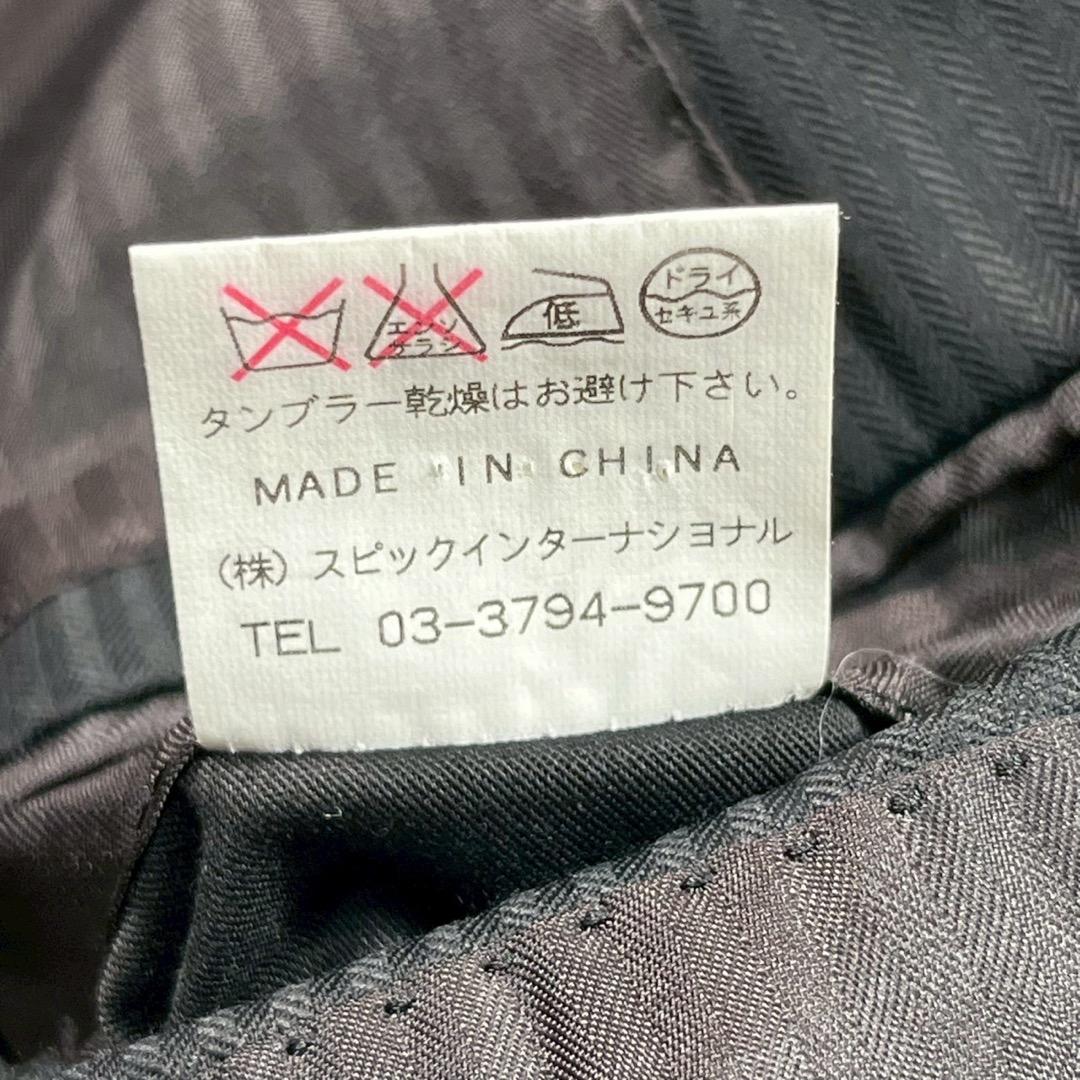 エンソ
サラシ
低
ドライ
セキユ系
タンブラー乾燥はお避け下さい。
MADE IN CHINA
(株) スピックインターナショナル
TEL 03-3794-9700